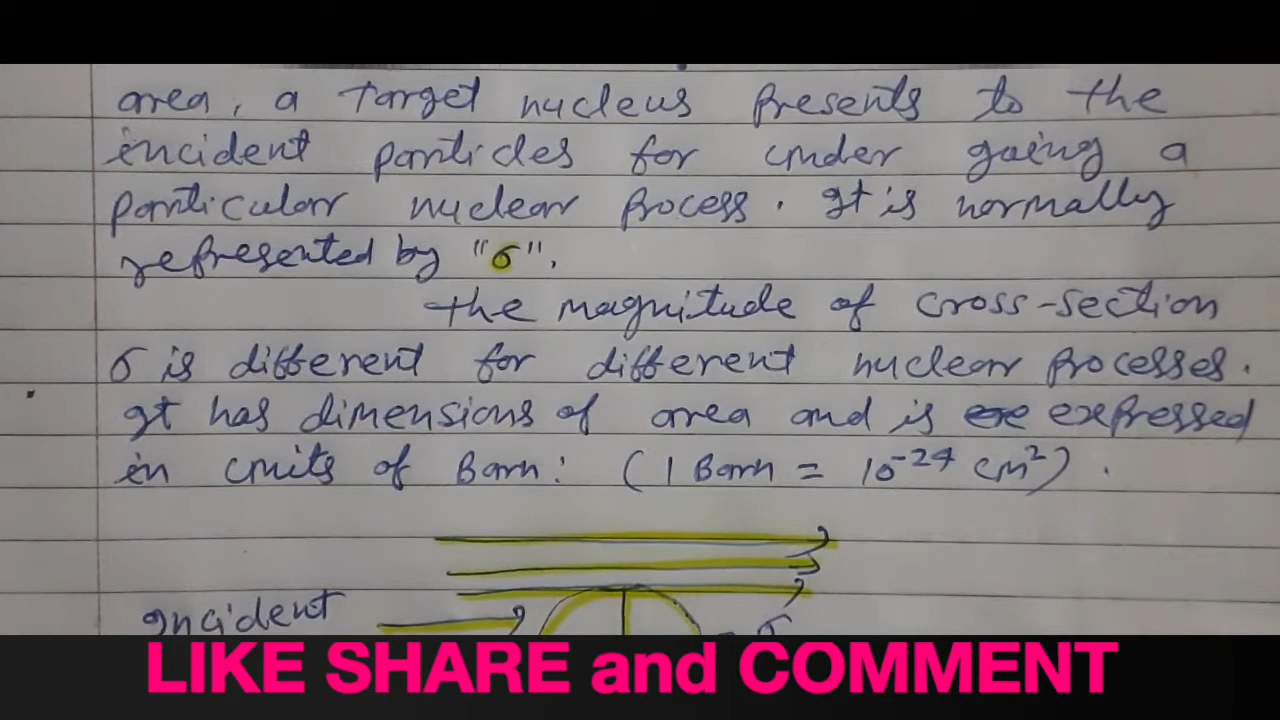 area, a target nucleus presents to the
incident particles for under going a
particular nuclear process. It is normally
represented by "σ".
the magnitude of cross-section
σ is different for different nuclear processes.
It has dimensions of area and is expressed
in units of Barn: (1 Barn = 10⁻²⁴ cm²).
Incident
σ
LIKE SHARE and COMMENT